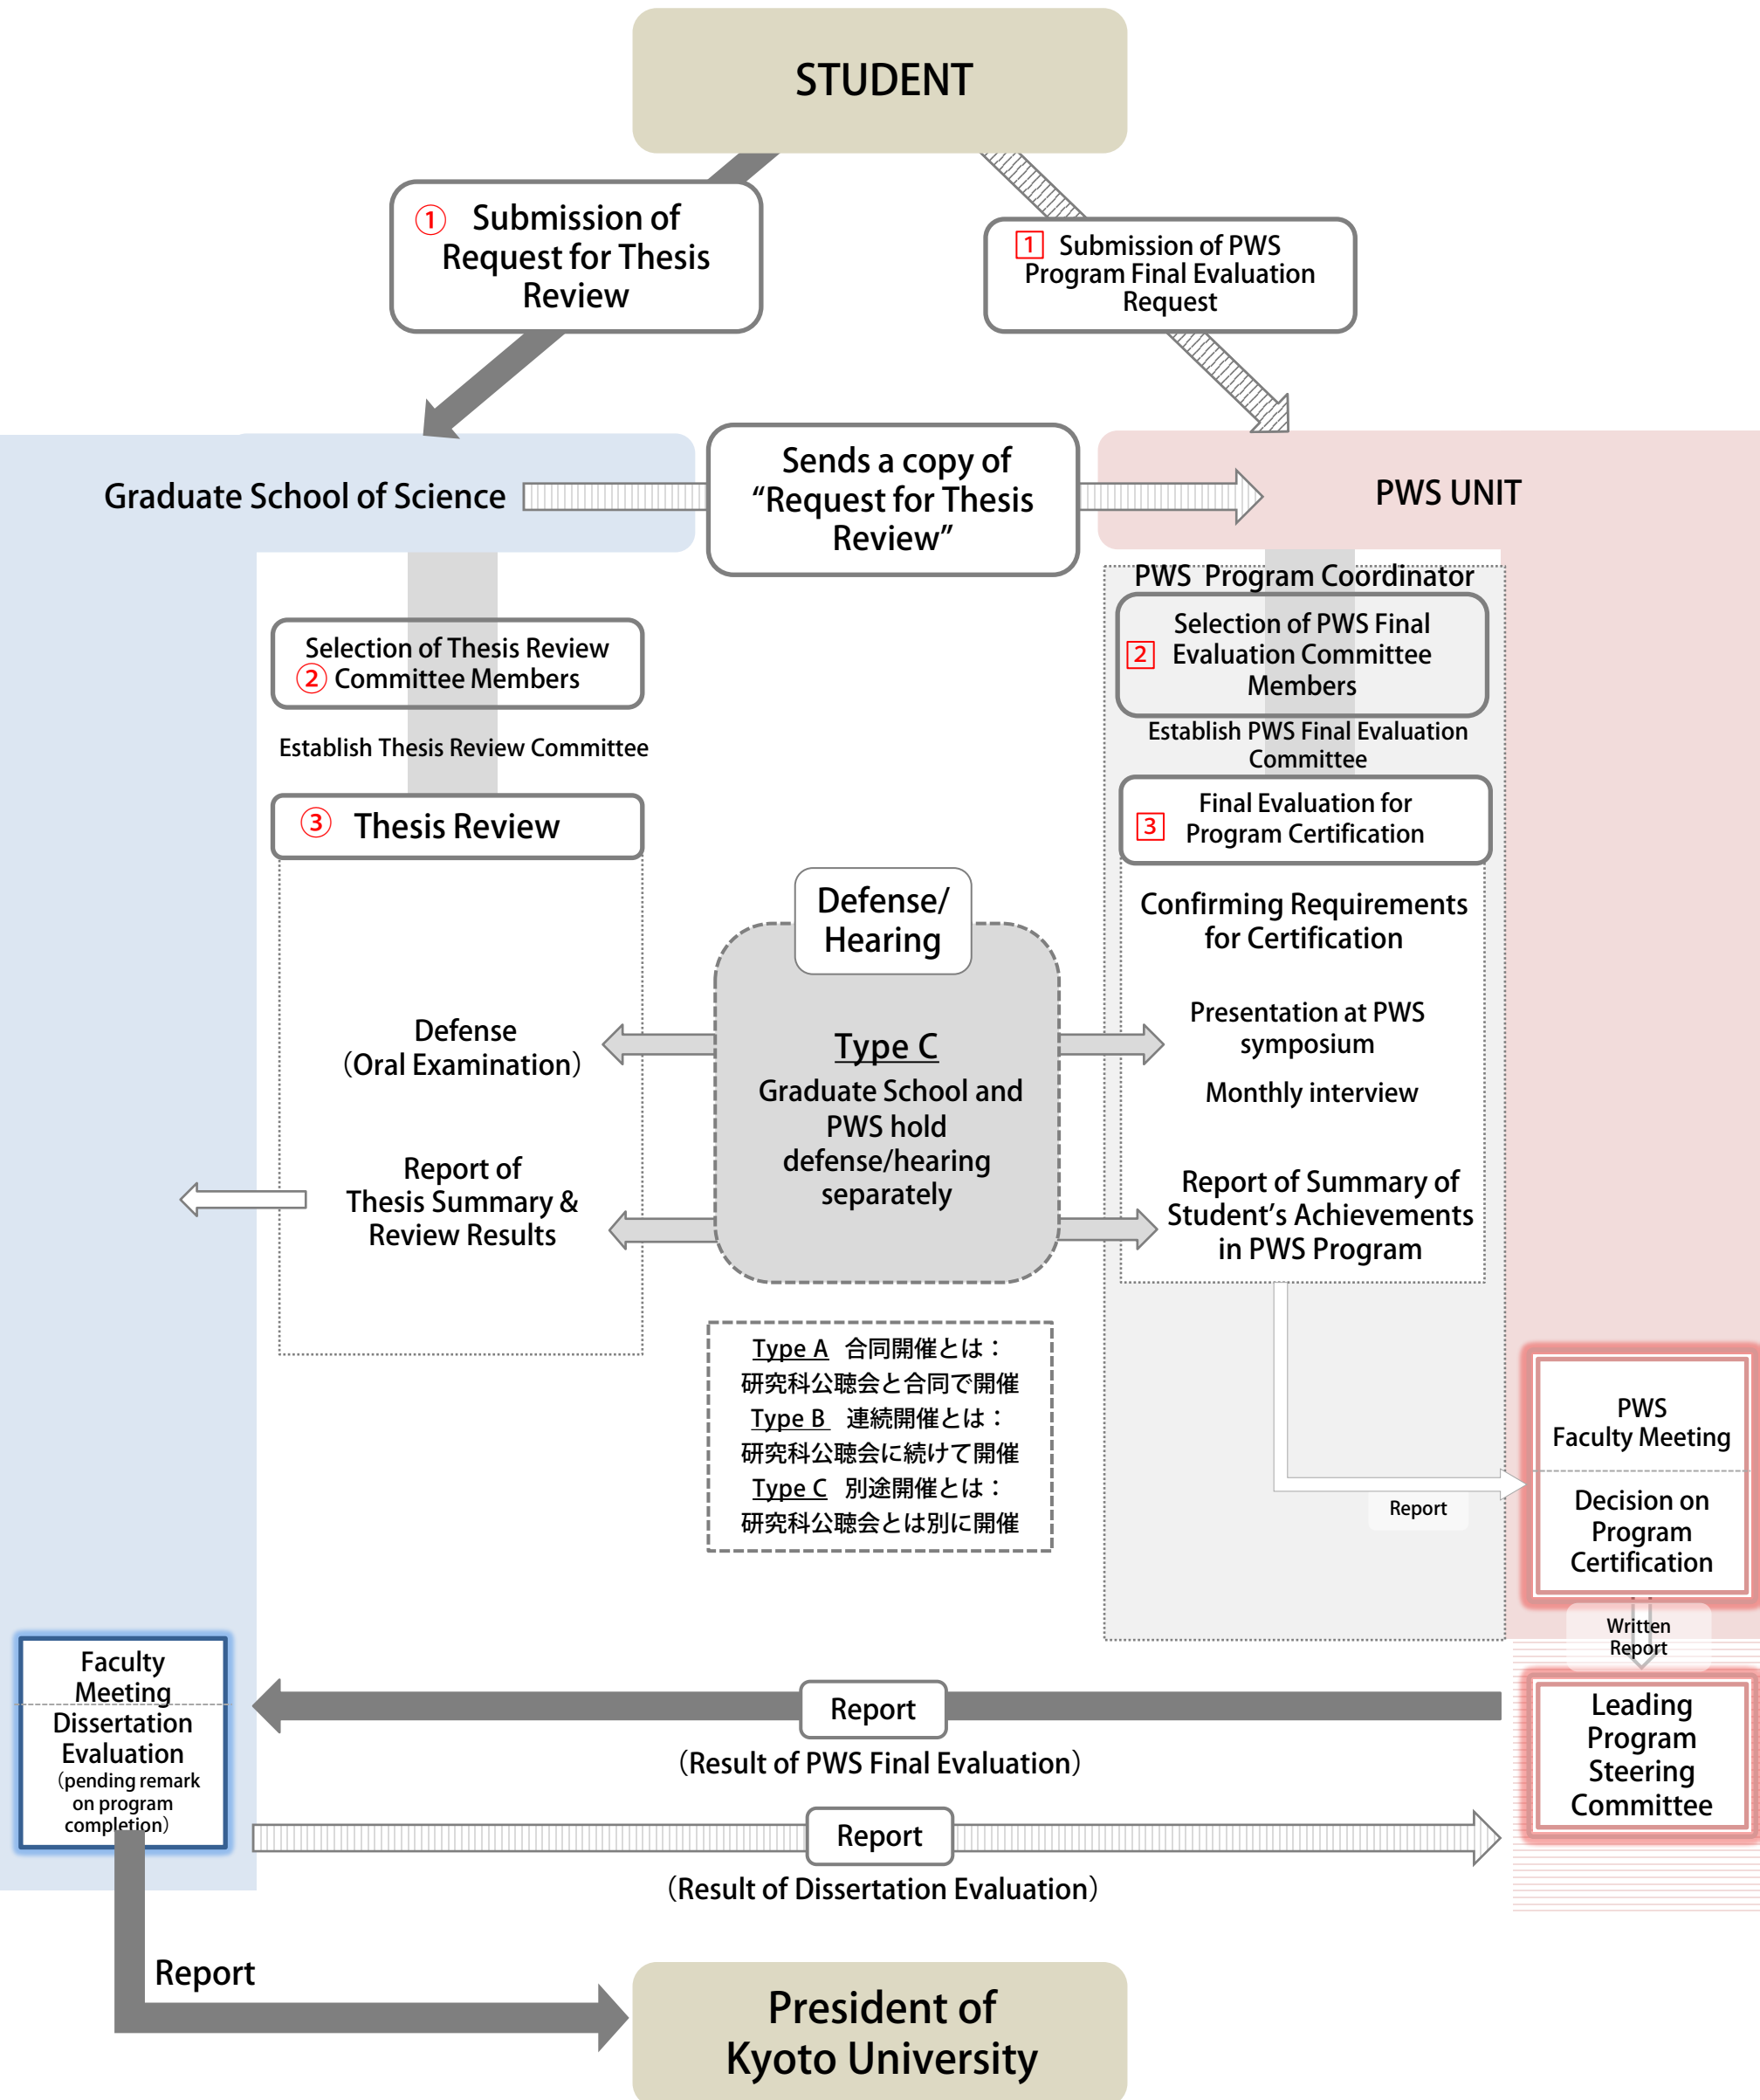 STUDENT
① Submission of
Request for Thesis
Review
1 Submission of PWS
Program Final Evaluation
Request
Graduate School of Science
Sends a copy of
“Request for Thesis
Review”
PWS UNIT
Selection of Thesis Review
② Committee Members
Establish Thesis Review Committee
③ Thesis Review
Defense
（Oral Examination）
Report of
Thesis Summary &
Review Results
PWS Program Coordinator
Selection of PWS Final
2 Evaluation Committee
Members
Establish PWS Final Evaluation
Committee
3 Final Evaluation for
Program Certification
Confirming Requirements
for Certification
Presentation at PWS
symposium
Monthly interview
Report of Summary of
Student’s Achievements
in PWS Program
Defense/
Hearing
Type C
Graduate School and
PWS hold
defense/hearing
separately
Type A 合同開催とは：
研究科公聴会と合同で開催
Type B 連続開催とは：
研究科公聴会に続けて開催
Type C 別途開催とは：
研究科公聴会とは別に開催
Report
PWS
Faculty Meeting
Decision on
Program
Certification
Written
Report
Leading
Program
Steering
Committee
Faculty
Meeting
Dissertation
Evaluation
（pending remark
on program
completion）
Report
（Result of PWS Final Evaluation）
Report
（Result of Dissertation Evaluation）
Report
President of
Kyoto University